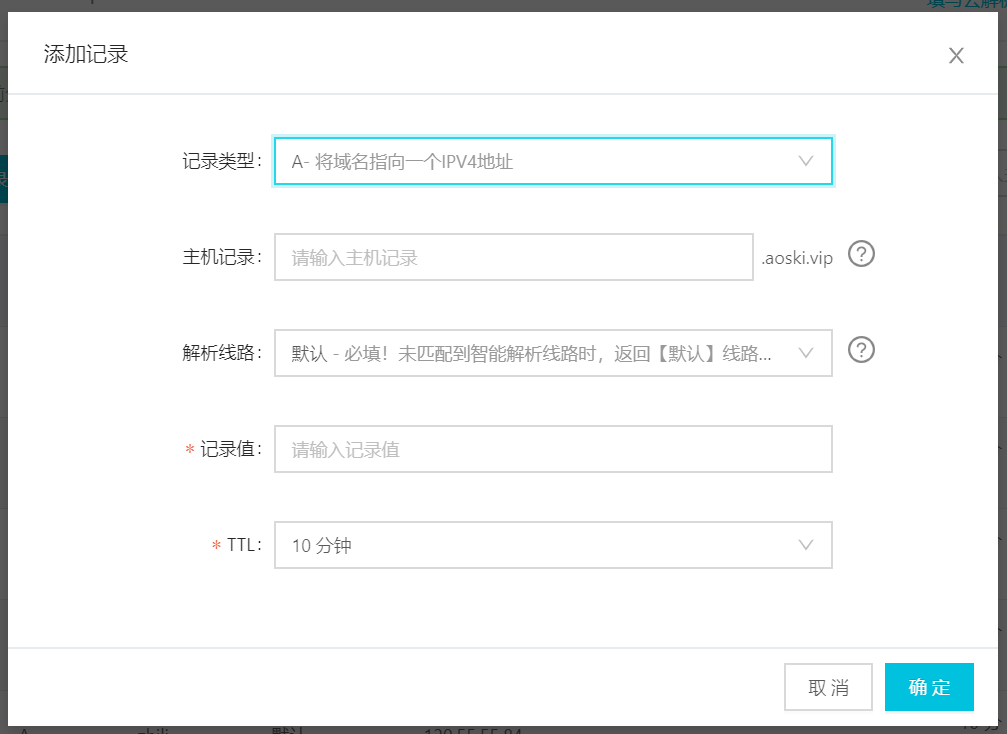 添加记录
记录类型：
A- 将域名指向一个IPV4地址
主机记录：
请输入主机记录
.aoski.vip
?
解析线路：
默认 - 必填！未匹配到智能解析线路时，返回【默认】线路...
?
* 记录值：
请输入记录值
* TTL：
10 分钟
取 消
确 定